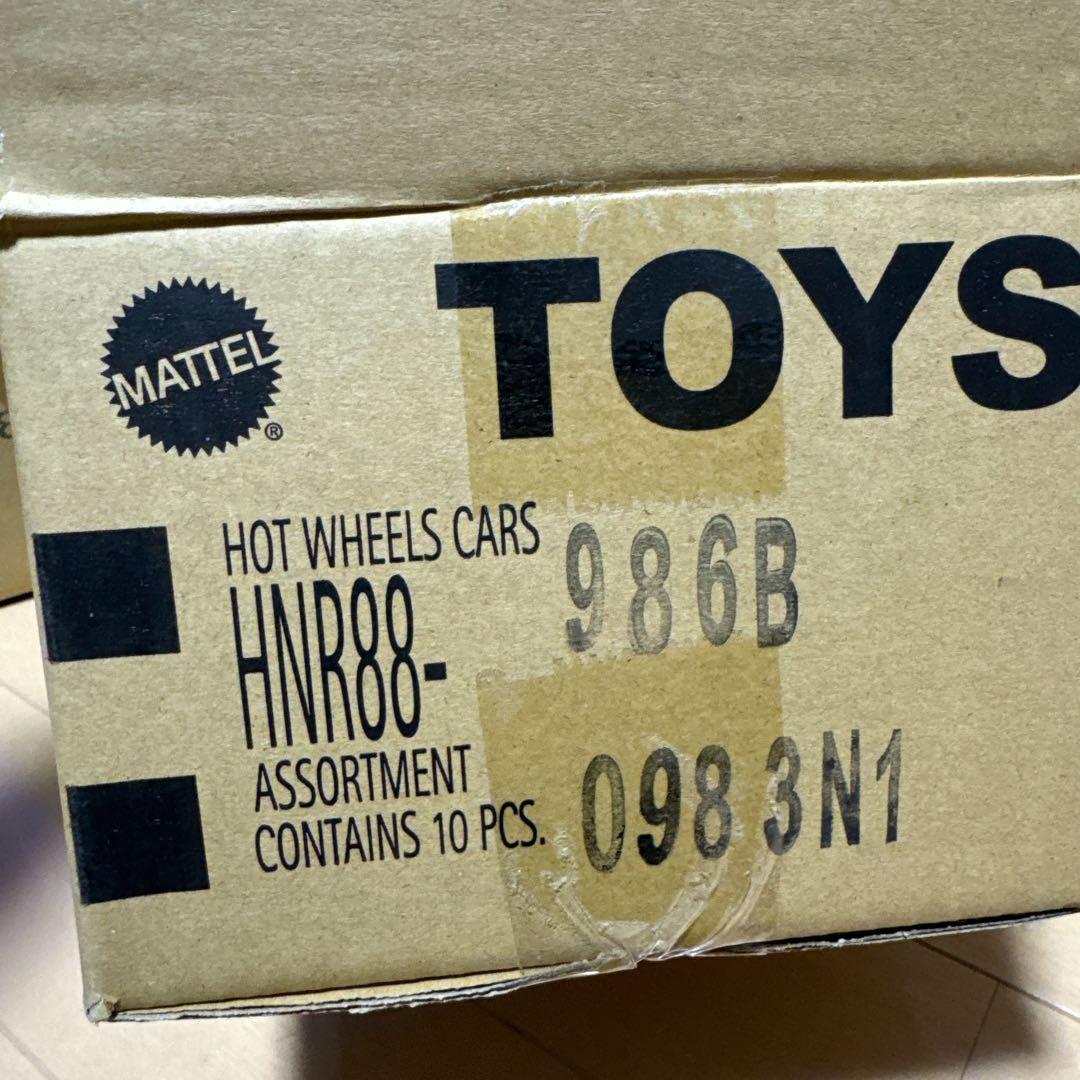 MATTEL
®
TOYS
HOT WHEELS CARS
HNR88- 986B
ASSORTMENT
CONTAINS 10 PCS. 0983N1